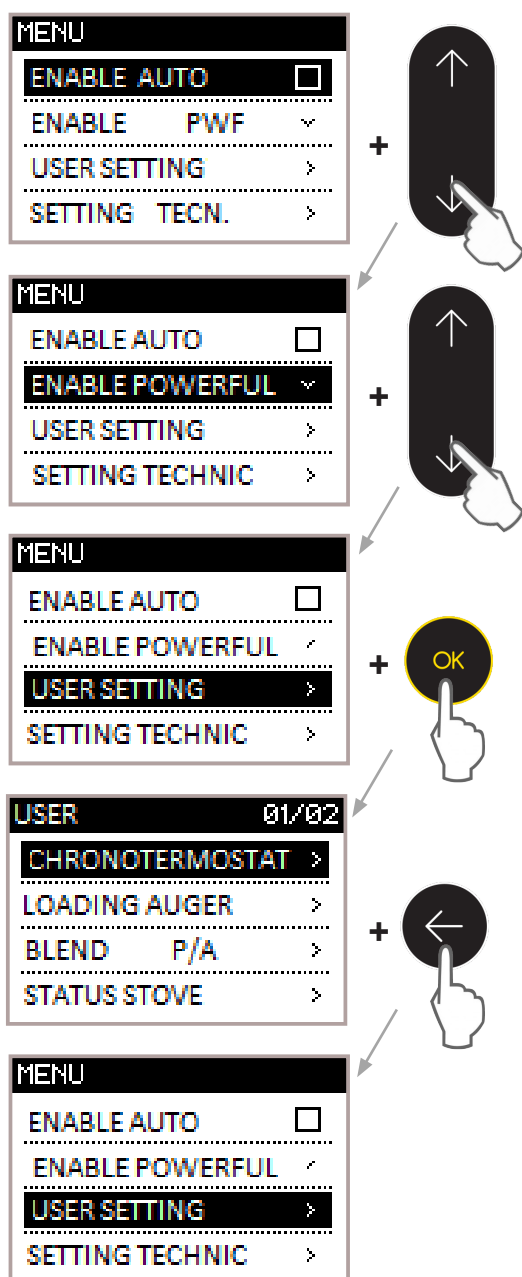 MENU
ENABLE AUTO
ENABLE PWF
USER SETTING >
SETTING TECN. >
+
MENU
ENABLE AUTO
ENABLE POWERFUL
USER SETTING >
SETTING TECHNIC >
+
MENU
ENABLE AUTO
ENABLE POWERFUL
USER SETTING >
SETTING TECHNIC >
+
OK
USER 01/02
CHRONOTERMOSTAT >
LOADING AUGER >
BLEND P/A >
STATUS STOVE >
+
MENU
ENABLE AUTO
ENABLE POWERFUL
USER SETTING >
SETTING TECHNIC >